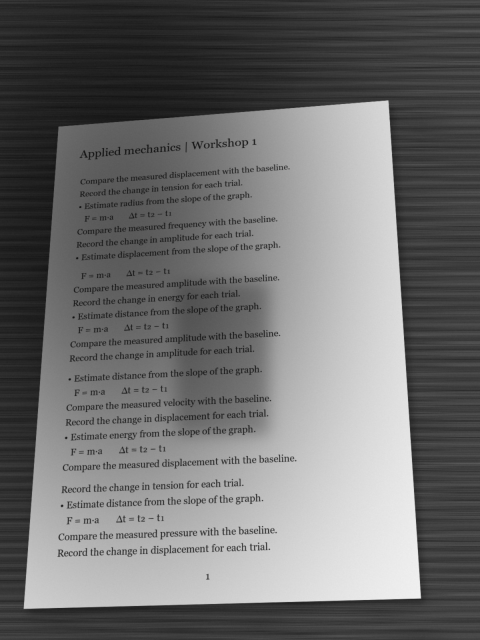 Applied mechanics | Workshop 1
Compare the measured displacement with the baseline.
Record the change in tension for each trial.
• Estimate radius from the slope of the graph.
F = m·a Δt = t2 − t1
Compare the measured frequency with the baseline.
Record the change in amplitude for each trial.
• Estimate displacement from the slope of the graph.
F = m·a Δt = t2 − t1
Compare the measured amplitude with the baseline.
Record the change in energy for each trial.
• Estimate distance from the slope of the graph.
F = m·a Δt = t2 − t1
Compare the measured amplitude with the baseline.
Record the change in amplitude for each trial.
• Estimate distance from the slope of the graph.
F = m·a Δt = t2 − t1
Compare the measured velocity with the baseline.
Record the change in displacement for each trial.
• Estimate energy from the slope of the graph.
F = m·a Δt = t2 − t1
Compare the measured displacement with the baseline.
Record the change in tension for each trial.
• Estimate distance from the slope of the graph.
F = m·a Δt = t2 − t1
Compare the measured pressure with the baseline.
Record the change in displacement for each trial.
1